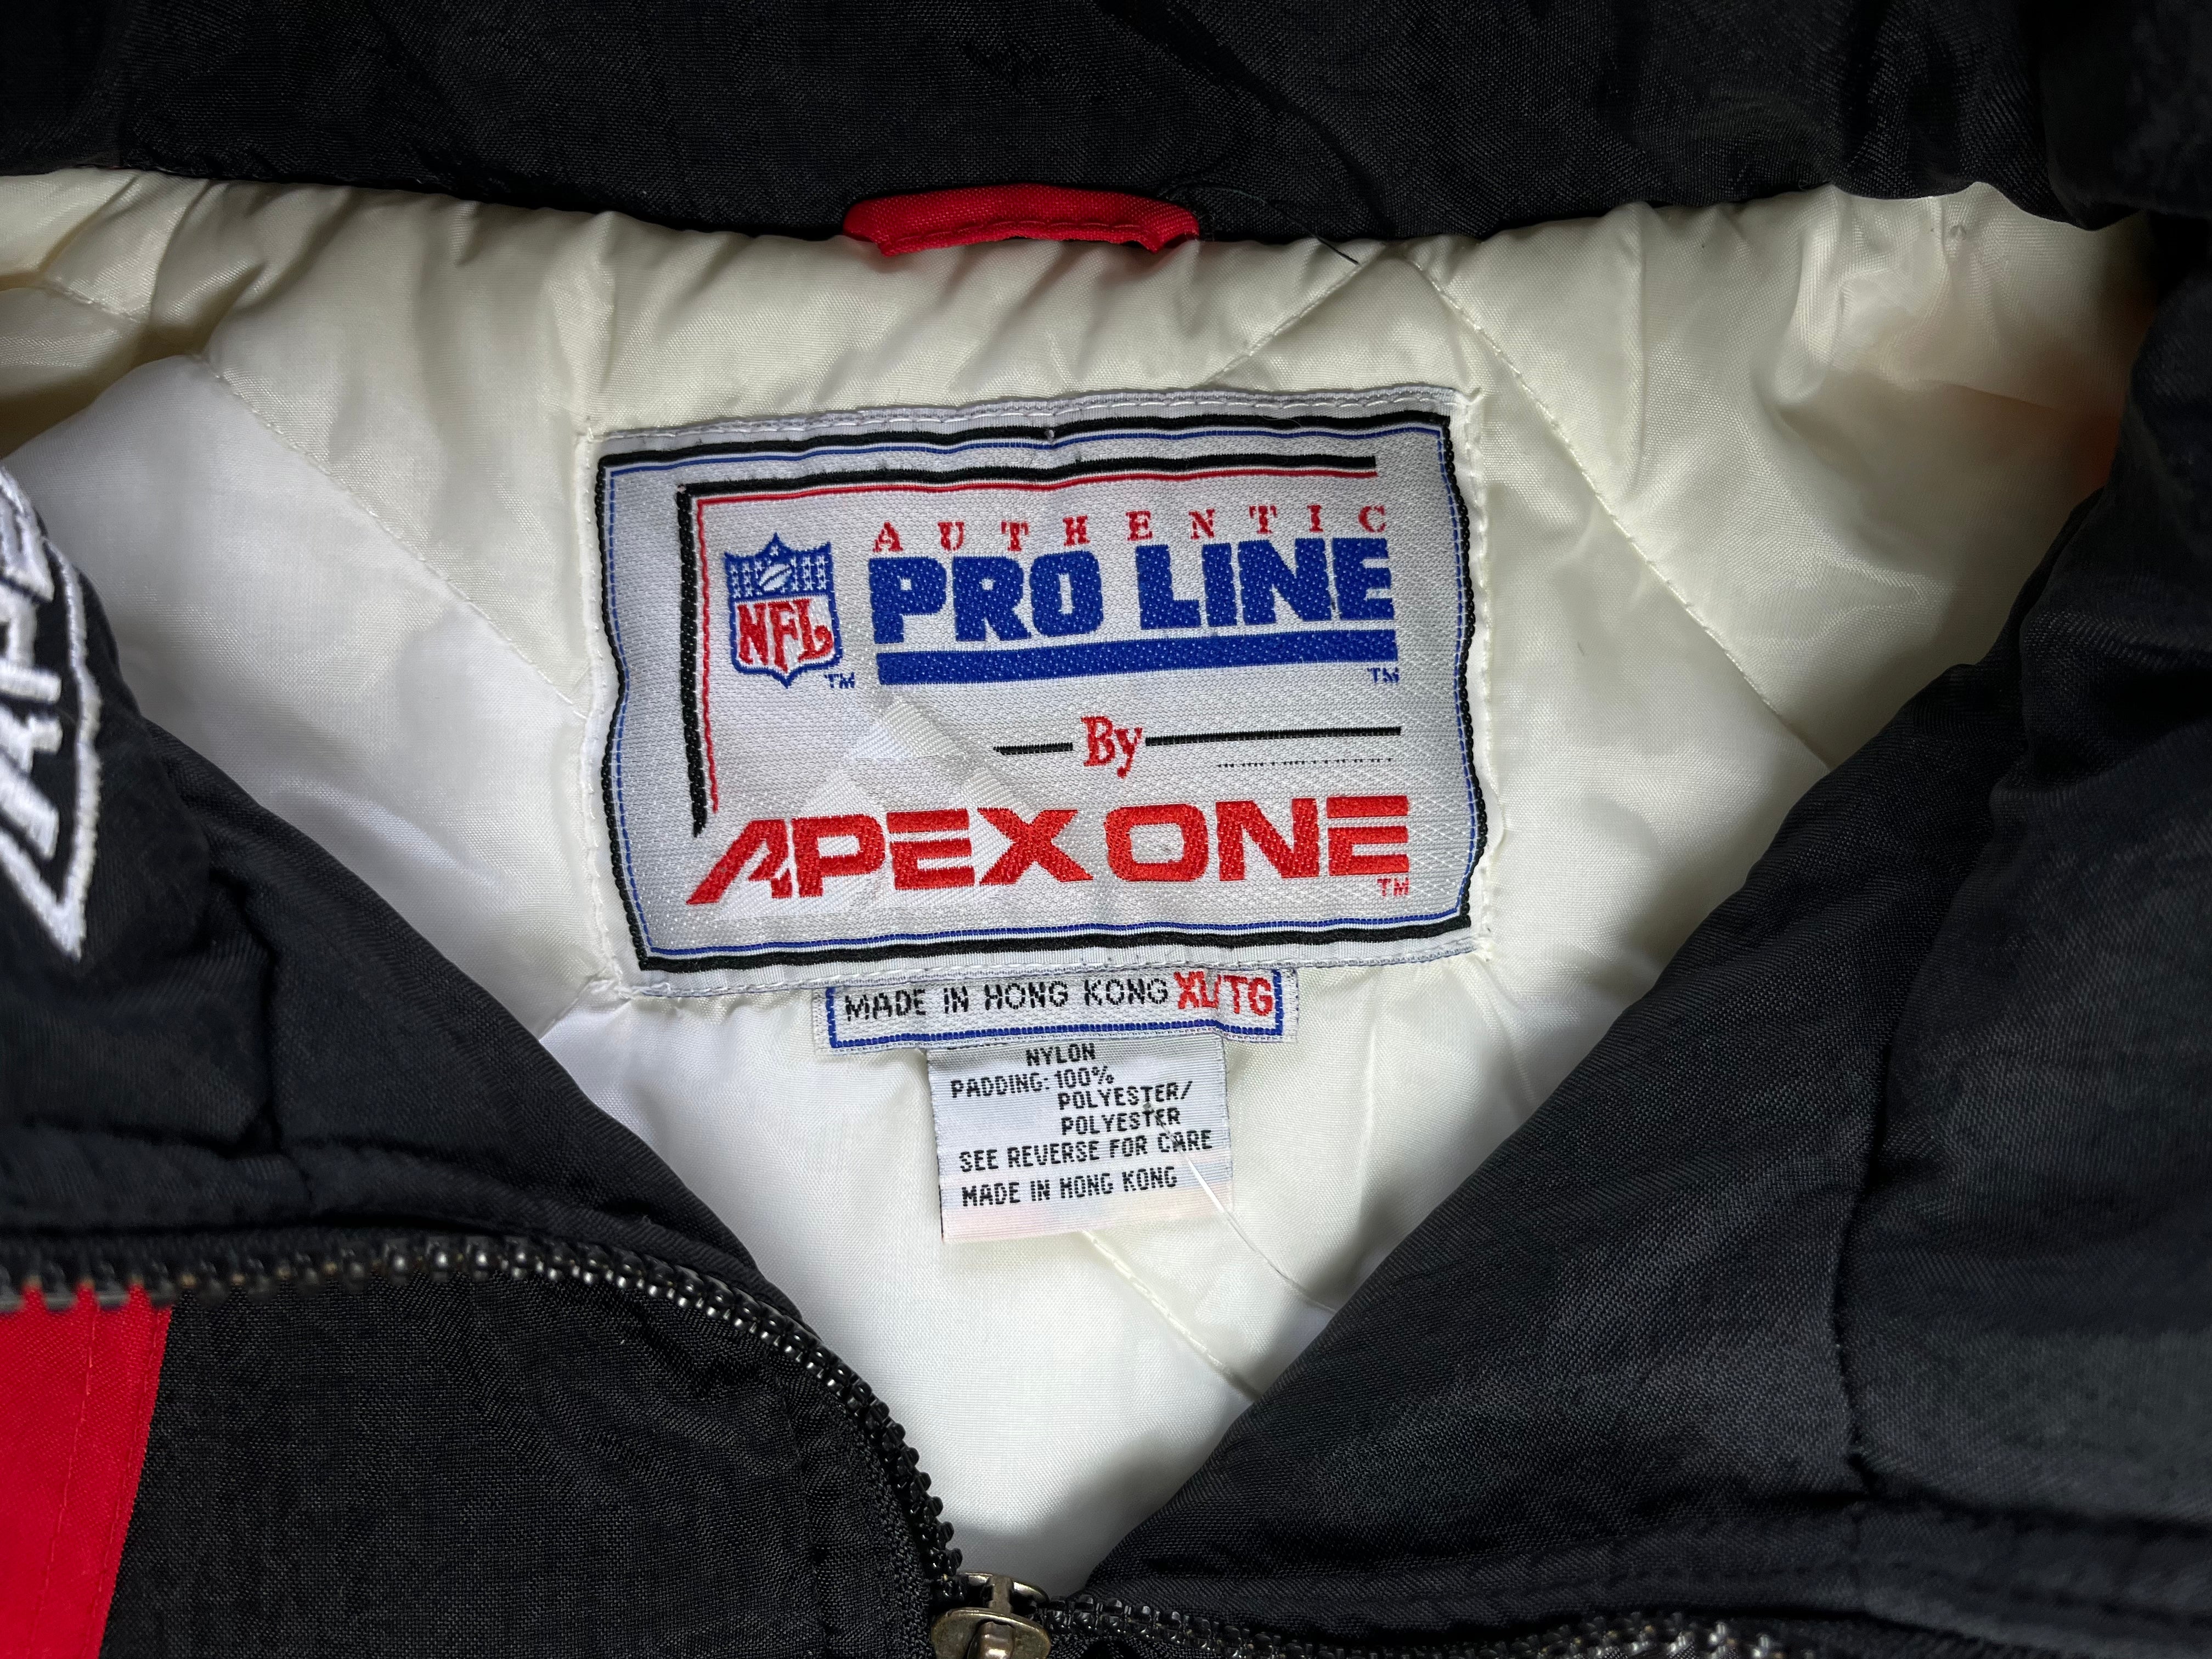 AUTHENTIC
NFL
PRO LINE
TM
TM
By
APEX ONE
TM
MADE IN HONG KONG XL/TG
NYLON
PADDING: 100%
POLYESTER/
POLYESTER
SEE REVERSE FOR CARE
MADE IN HONG KONG